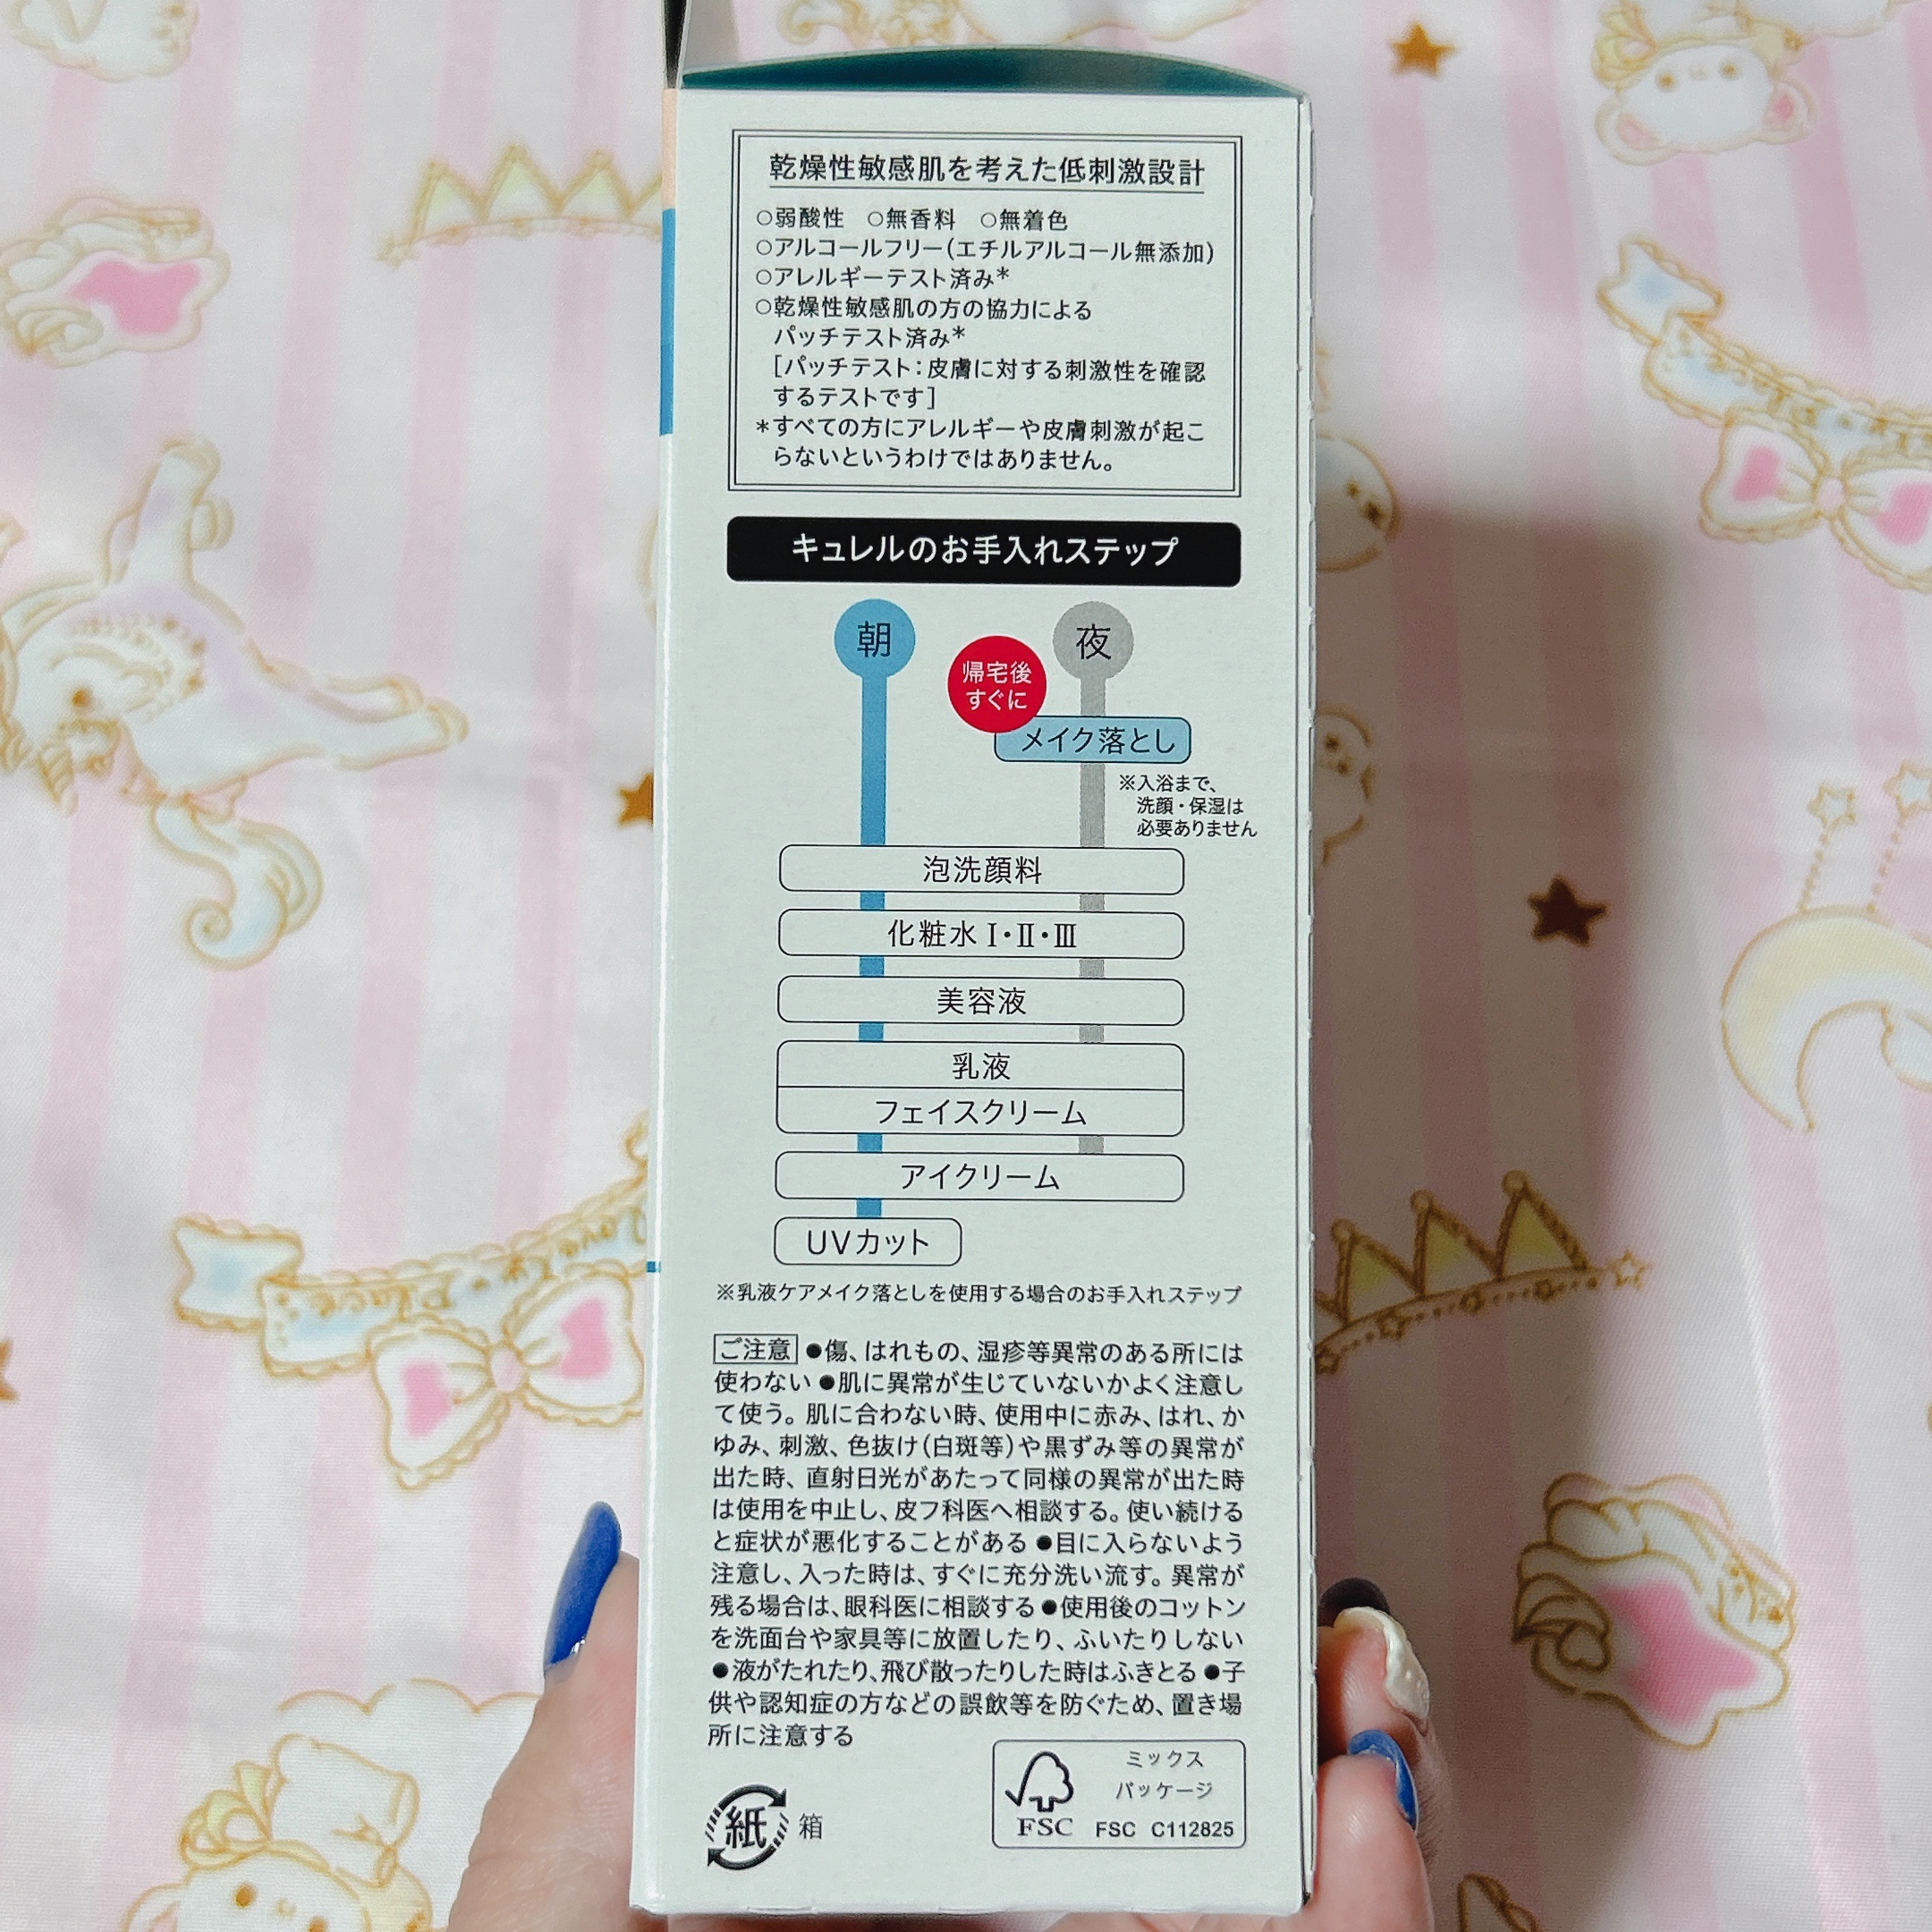 乾燥性敏感肌を考えた低刺激設計
○弱酸性 ○無香料 ○無着色
○アルコールフリー(エチルアルコール無添加)
○アレルギーテスト済み*
○乾燥性敏感肌の方の協力による
パッチテスト済み*
[パッチテスト:皮膚に対する刺激性を確認
するテストです]
*すべての方にアレルギーや皮膚刺激が起こ
らないというわけではありません。
キュレルのお手入れステップ
朝
夜
帰宅後
すぐに
メイク落とし
※入浴まで、
洗顔・保湿は
必要ありません
泡洗顔料
化粧水Ⅰ・Ⅱ・Ⅲ
美容液
乳液
フェイスクリーム
アイクリーム
UVカット
※乳液ケアメイク落としを使用する場合のお手入れステップ
ご注意 ●傷、はれもの、湿疹等異常のある所には
使わない ●肌に異常が生じていないかよく注意し
て使う。肌に合わない時、使用中に赤み、はれ、か
ゆみ、刺激、色抜け(白斑等)や黒ずみ等の異常が
出た時、直射日光があたって同様の異常が出た時
は使用を中止し、皮フ科医へ相談する。使い続ける
と症状が悪化することがある ●目に入らないよう
注意し、入った時は、すぐに充分洗い流す。異常が
残る場合は、眼科医に相談する ●使用後のコットン
を洗面台や家具等に放置したり、ふいたりしない
●液がたれたり、飛び散ったりした時はふきとる ●子
供や認知症の方などの誤飲等を防ぐため、置き場
所に注意する
紙 箱
ミックス
パッケージ
FSC FSC C112825